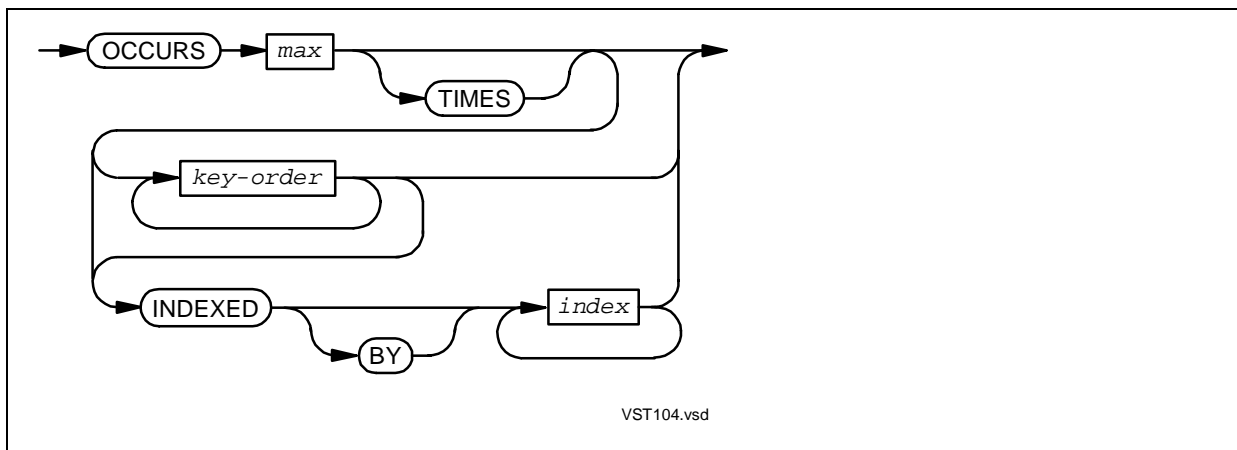 OCCURS max
TIMES
key-order
INDEXED index
BY
VST104.vsd